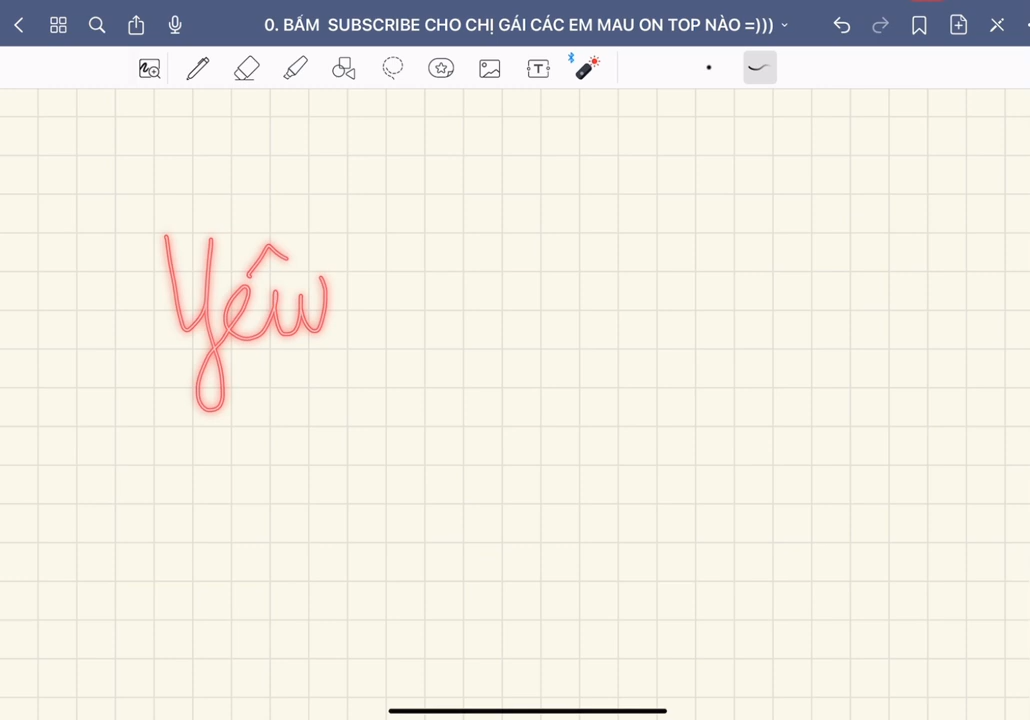 0. BẤM SUBSCRIBE CHO CHỊ GÁI CÁC EM MAU ON TOP NÀO =)))
T
Yêu